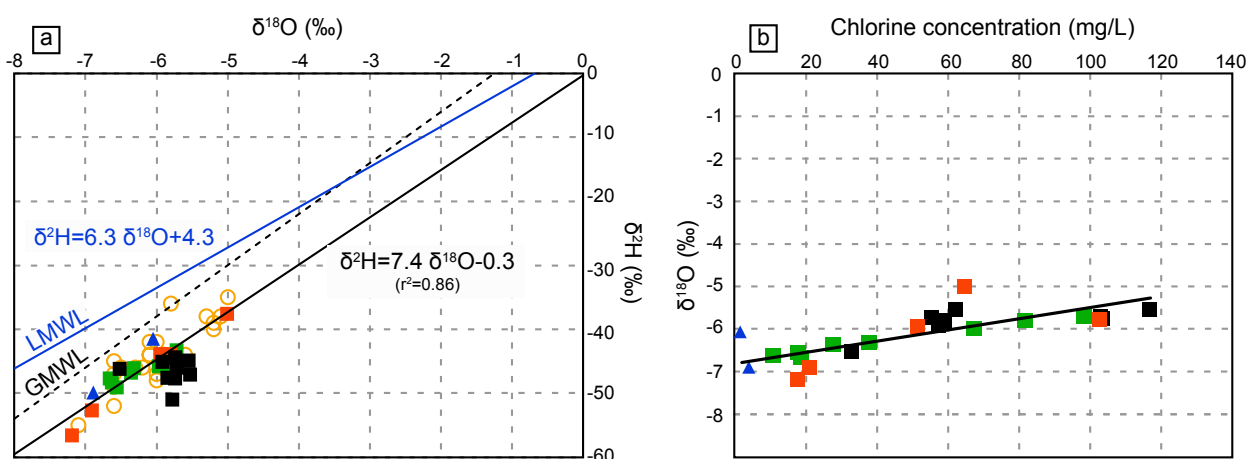 a
δ¹⁸O (‰)
-8 -7 -6 -5 -4 -3 -2 -1 0
0
-10
-20
-30
-40
-50
-60
δ²H (‰)
δ²H=6.3 δ¹⁸O+4.3
δ²H=7.4 δ¹⁸O-0.3
(r²=0.86)
LMWL
GMWL
b
Chlorine concentration (mg/L)
0 20 40 60 80 100 120 140
0
-1
-2
-3
-4
-5
-6
-7
-8
δ¹⁸O (‰)